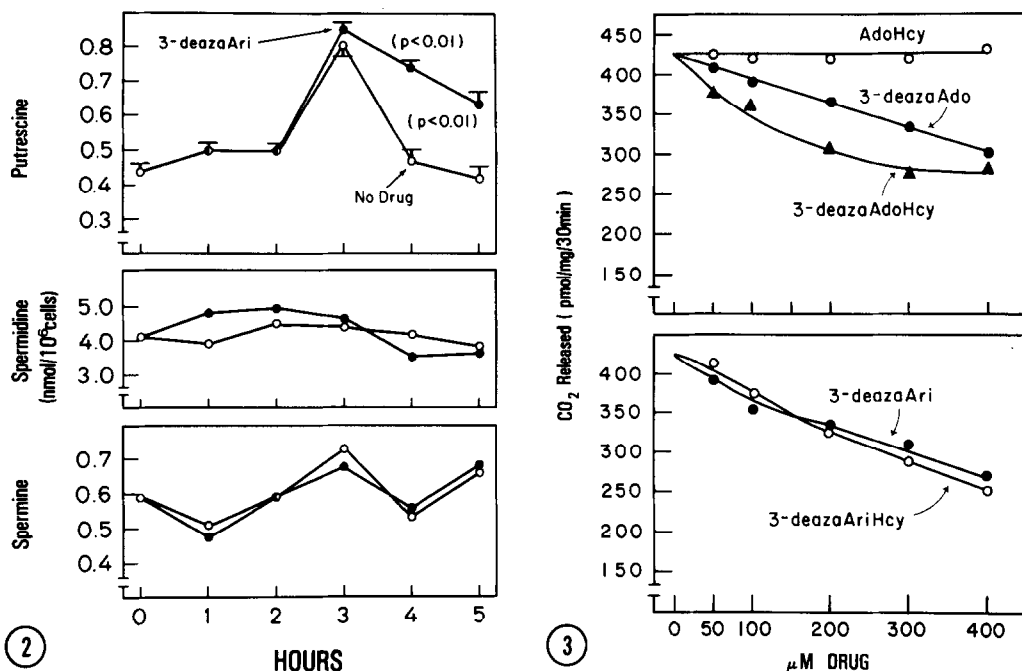 3-deazaAri
(p<0.01)
(p<0.01)
No Drug
Putrescine
0.8
0.7
0.6
0.5
0.4
0.3
Spermidine
(nmol/10⁶cells)
5.0
4.0
3.0
Spermine
0.7
0.6
0.5
0.4
0 1 2 3 4 5
HOURS
2
AdoHcy
3-deazaAdo
3-deazaAdoHcy
450
400
350
300
250
200
150
CO₂ Released ( pmol/mg/30min )
3-deazaAri
3-deazaAriHcy
400
350
300
250
200
150
0 50 100 200 300 400
µM DRUG
3